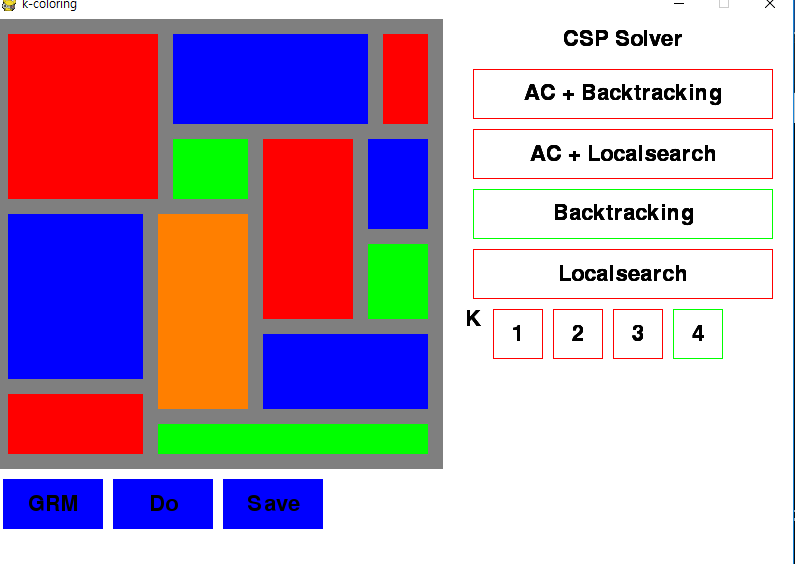 k-coloring
CSP Solver
AC + Backtracking
AC + Localsearch
Backtracking
Localsearch
K 1 2 3 4
GRM Do Save